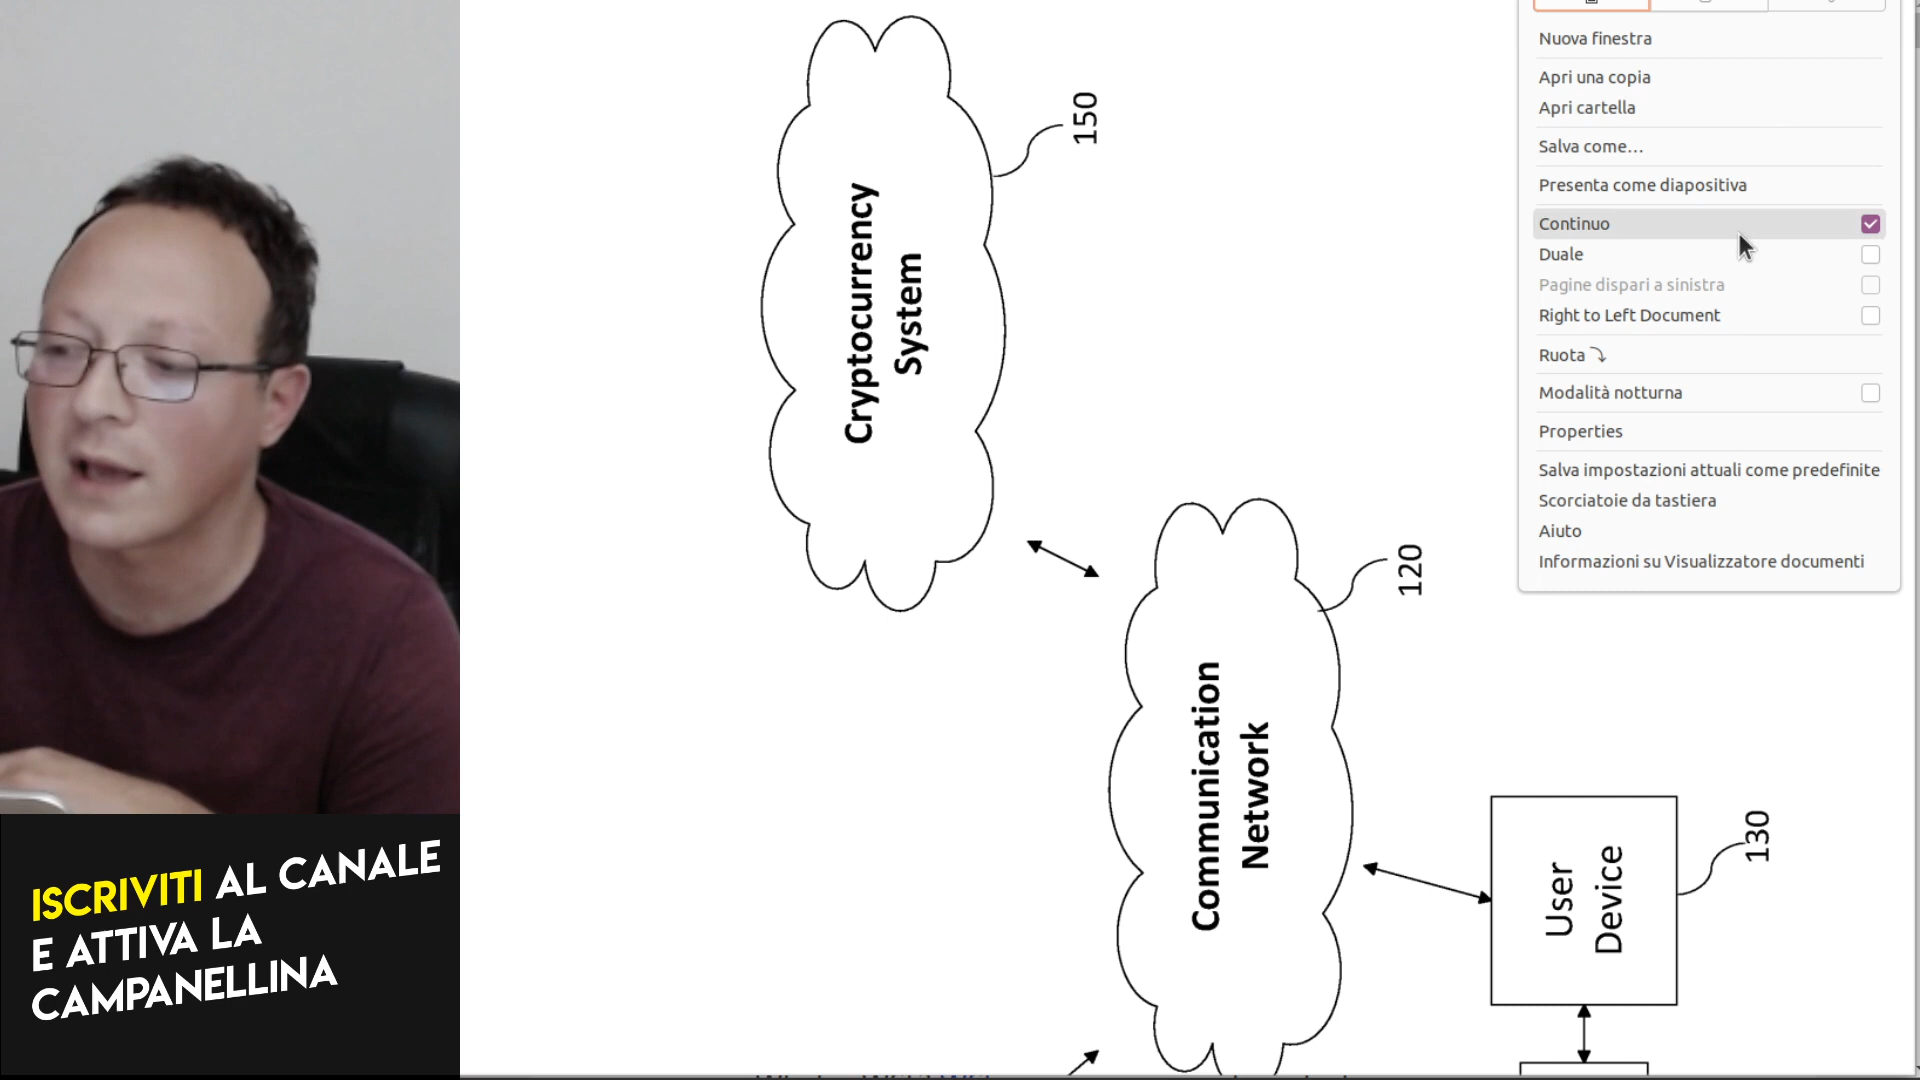 Cryptocurrency
System
150
Communication
Network
120
User
Device
130
Nuova finestra
Apri una copia
Apri cartella
Salva come…
Presenta come diapositiva
Continuo
Duale
Pagine dispari a sinistra
Right to Left Document
Ruota
Modalità notturna
Properties
Salva impostazioni attuali come predefinite
Scorciatoie da tastiera
Aiuto
Informazioni su Visualizzatore documenti
ISCRIVITI AL CANALE
E ATTIVA LA
CAMPANELLINA